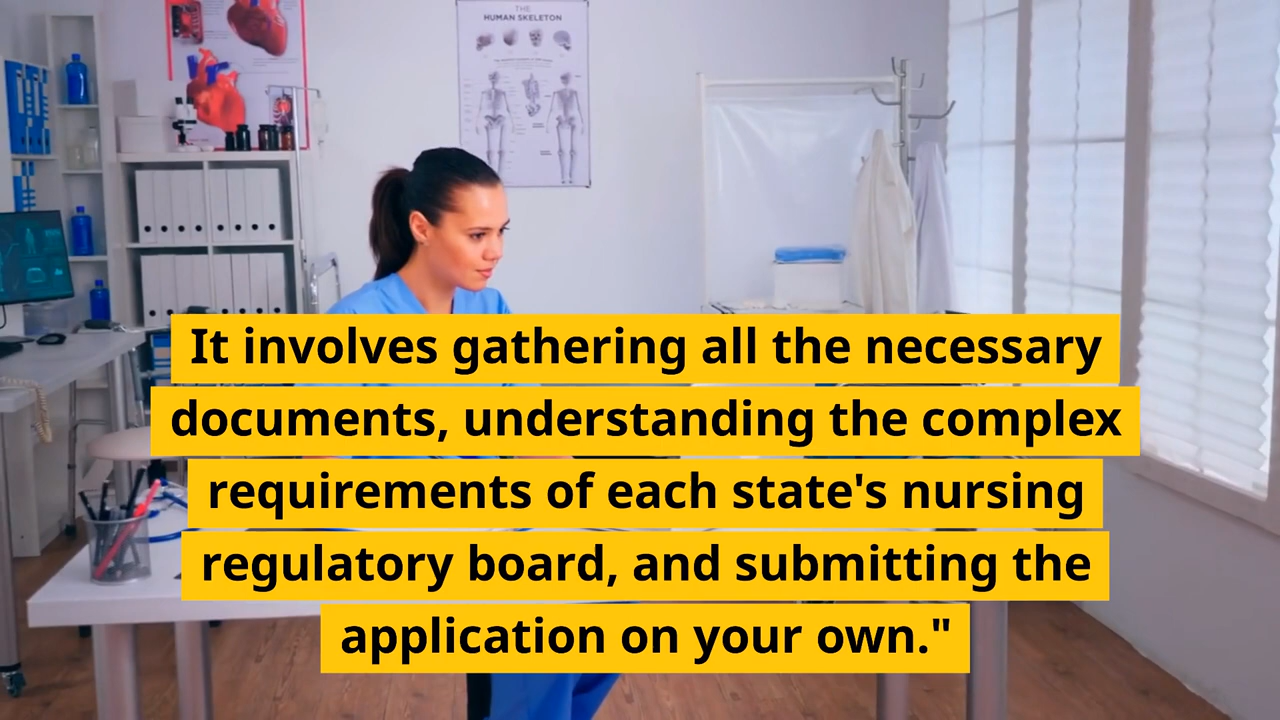 THE
HUMAN SKELETON
It involves gathering all the necessary
documents, understanding the complex
requirements of each state's nursing
regulatory board, and submitting the
application on your own."